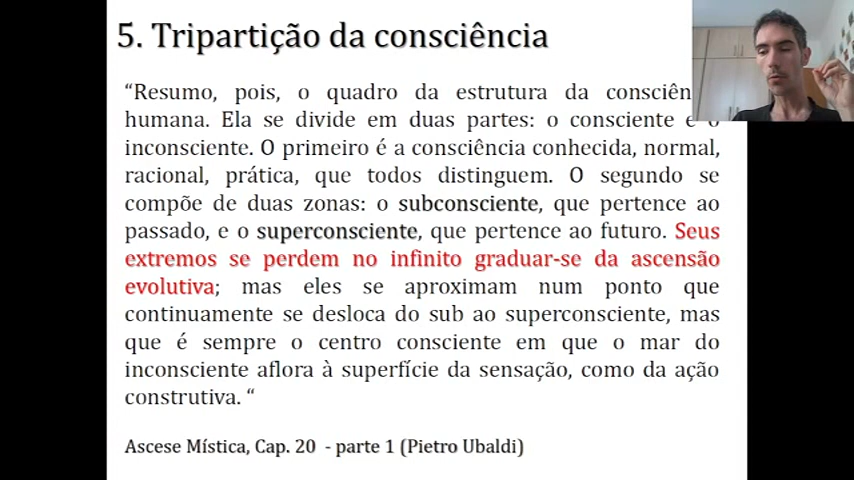 5. Tripartição da consciência
“Resumo, pois, o quadro da estrutura da consciên
humana. Ela se divide em duas partes: o consciente e o
inconsciente. O primeiro é a consciência conhecida, normal,
racional, prática, que todos distinguem. O segundo se
compõe de duas zonas: o subconsciente, que pertence ao
passado, e o superconsciente, que pertence ao futuro. Seus
extremos se perdem no infinito graduar-se da ascensão
evolutiva; mas eles se aproximam num ponto que
continuamente se desloca do sub ao superconsciente, mas
que é sempre o centro consciente em que o mar do
inconsciente aflora à superfície da sensação, como da ação
construtiva. “
Ascese Mística, Cap. 20 - parte 1 (Pietro Ubaldi)